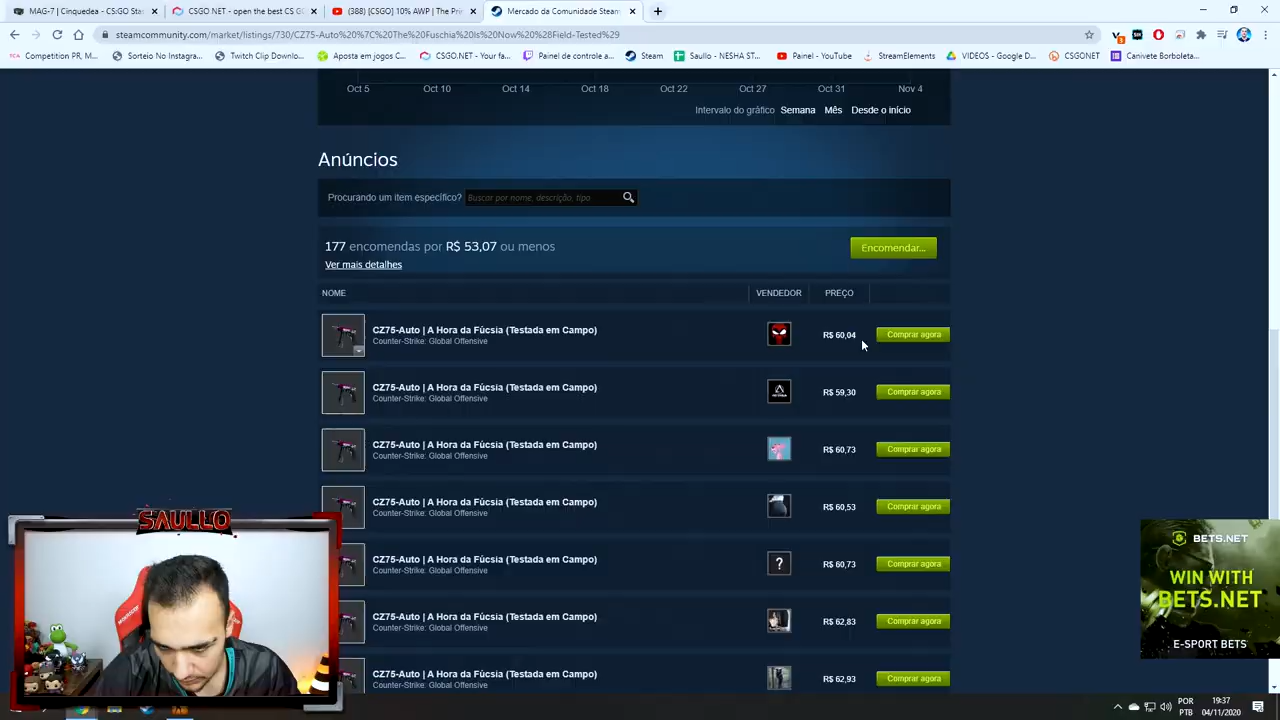 MAG-7 | Cinquedea - CSGO Stas
CSGO NET - open the best CS G
(388) [CSGO] 10% AWP | The Pri
Mercado da Comunidade Steam
steamcommunity.com/market/listings/730/CZ75-Auto%20%7C%20The%20Fuschia%20Is%20Now%20%28Field-Tested%29
Competition PR, M...
Sorteio No Instagra...
Twitch Clip Downlo...
Aposta em jogos C...
CSGO.NET - Your fa...
Painel de controle d...
Steam
Saullo — NESHA ST...
Painel - YouTube
StreamElements
VIDEOS - Google D...
CSGONET
Canivete Borboleta...
Oct 5 Oct 10 Oct 14 Oct 18 Oct 22 Oct 27 Oct 31 Nov 4
Intervalo do gráfico Semana Mês Desde o início
Anúncios
Procurando um item específico? Buscar por nome, descrição, tipo
177 encomendas por R$ 53,07 ou menos
Encomendar...
Ver mais detalhes
NOME VENDEDOR PREÇO
CZ75-Auto | A Hora da Fúcsia (Testada em Campo)
Counter-Strike: Global Offensive
R$ 60,04 Comprar agora
CZ75-Auto | A Hora da Fúcsia (Testada em Campo)
Counter-Strike: Global Offensive
R$ 59,30 Comprar agora
CZ75-Auto | A Hora da Fúcsia (Testada em Campo)
Counter-Strike: Global Offensive
R$ 60,73 Comprar agora
CZ75-Auto | A Hora da Fúcsia (Testada em Campo)
Counter-Strike: Global Offensive
R$ 60,53 Comprar agora
CZ75-Auto | A Hora da Fúcsia (Testada em Campo)
Counter-Strike: Global Offensive
?
R$ 60,73 Comprar agora
CZ75-Auto | A Hora da Fúcsia (Testada em Campo)
Counter-Strike: Global Offensive
R$ 62,83 Comprar agora
CZ75-Auto | A Hora da Fúcsia (Testada em Campo)
Counter-Strike: Global Offensive
R$ 62,93 Comprar agora
SAULLO
BETS.NET
WIN WITH
BETS.NET
E-SPORT BETS
POR
PTB
19:37
04/11/2020